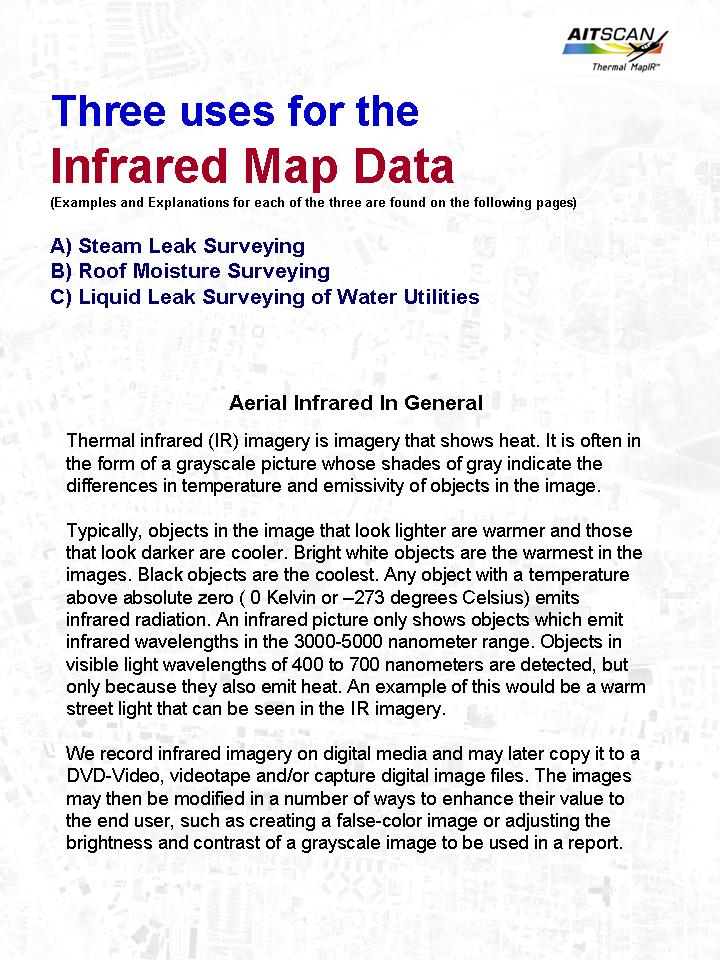 AITSCAN
Thermal MapIR™
Three uses for the
Infrared Map Data
(Examples and Explanations for each of the three are found on the following pages)
A) Steam Leak Surveying
B) Roof Moisture Surveying
C) Liquid Leak Surveying of Water Utilities
Aerial Infrared In General
Thermal infrared (IR) imagery is imagery that shows heat. It is often in
the form of a grayscale picture whose shades of gray indicate the
differences in temperature and emissivity of objects in the image.
Typically, objects in the image that look lighter are warmer and those
that look darker are cooler. Bright white objects are the warmest in the
images. Black objects are the coolest. Any object with a temperature
above absolute zero ( 0 Kelvin or –273 degrees Celsius) emits
infrared radiation. An infrared picture only shows objects which emit
infrared wavelengths in the 3000-5000 nanometer range. Objects in
visible light wavelengths of 400 to 700 nanometers are detected, but
only because they also emit heat. An example of this would be a warm
street light that can be seen in the IR imagery.
We record infrared imagery on digital media and may later copy it to a
DVD-Video, videotape and/or capture digital image files. The images
may then be modified in a number of ways to enhance their value to
the end user, such as creating a false-color image or adjusting the
brightness and contrast of a grayscale image to be used in a report.